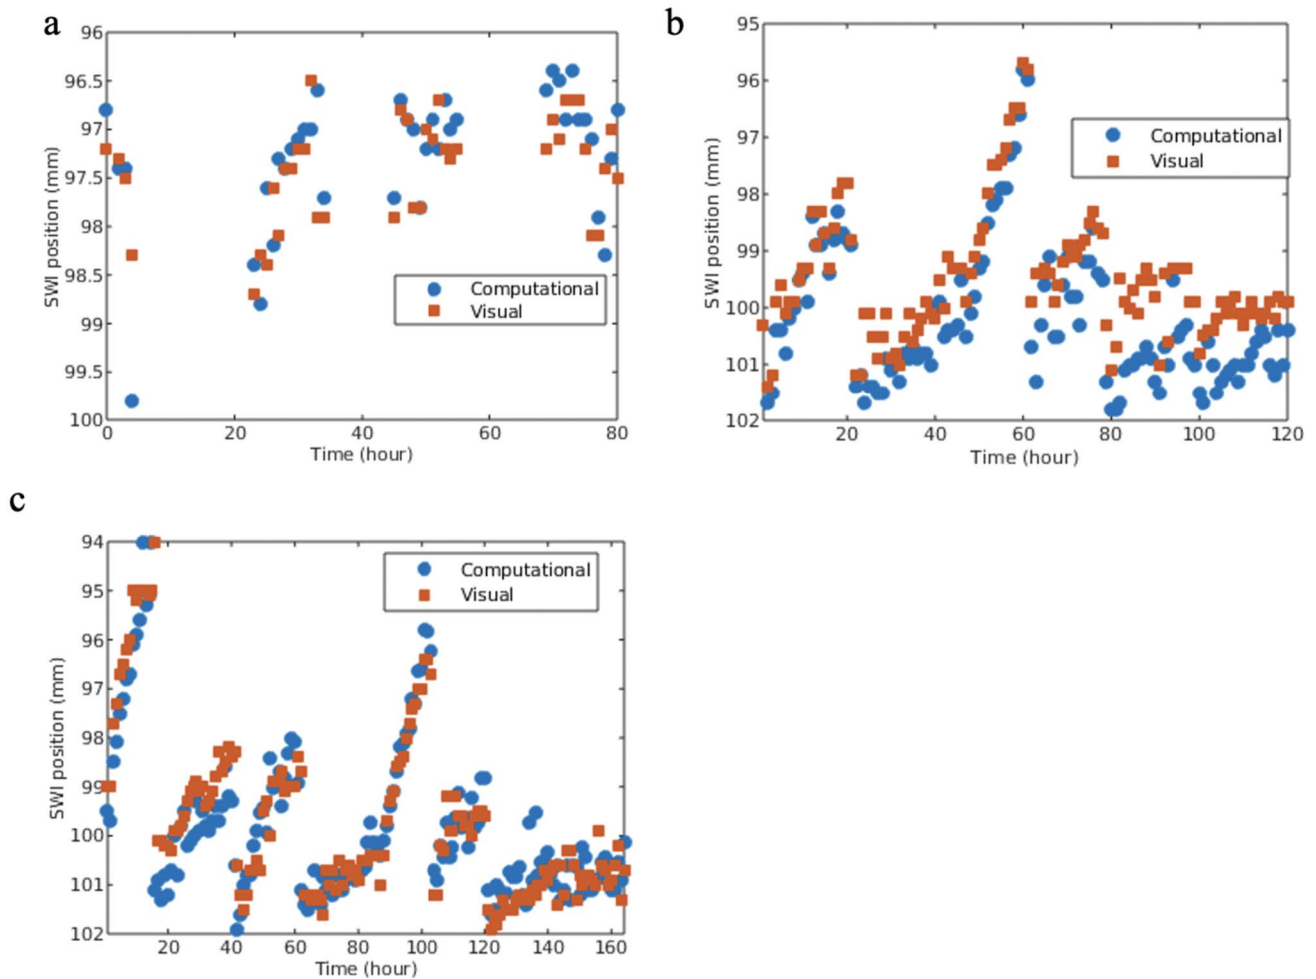 a
96
96.5
97
97.5
98
98.5
99
99.5
100
SWI position (mm)
0 20 40 60 80
Time (hour)
Computational
Visual
b
95
96
97
98
99
100
101
102
SWI position (mm)
20 40 60 80 100 120
Time (hour)
Computational
Visual
c
94
95
96
97
98
99
100
101
102
SWI position (mm)
20 40 60 80 100 120 140 160
Time (hour)
Computational
Visual